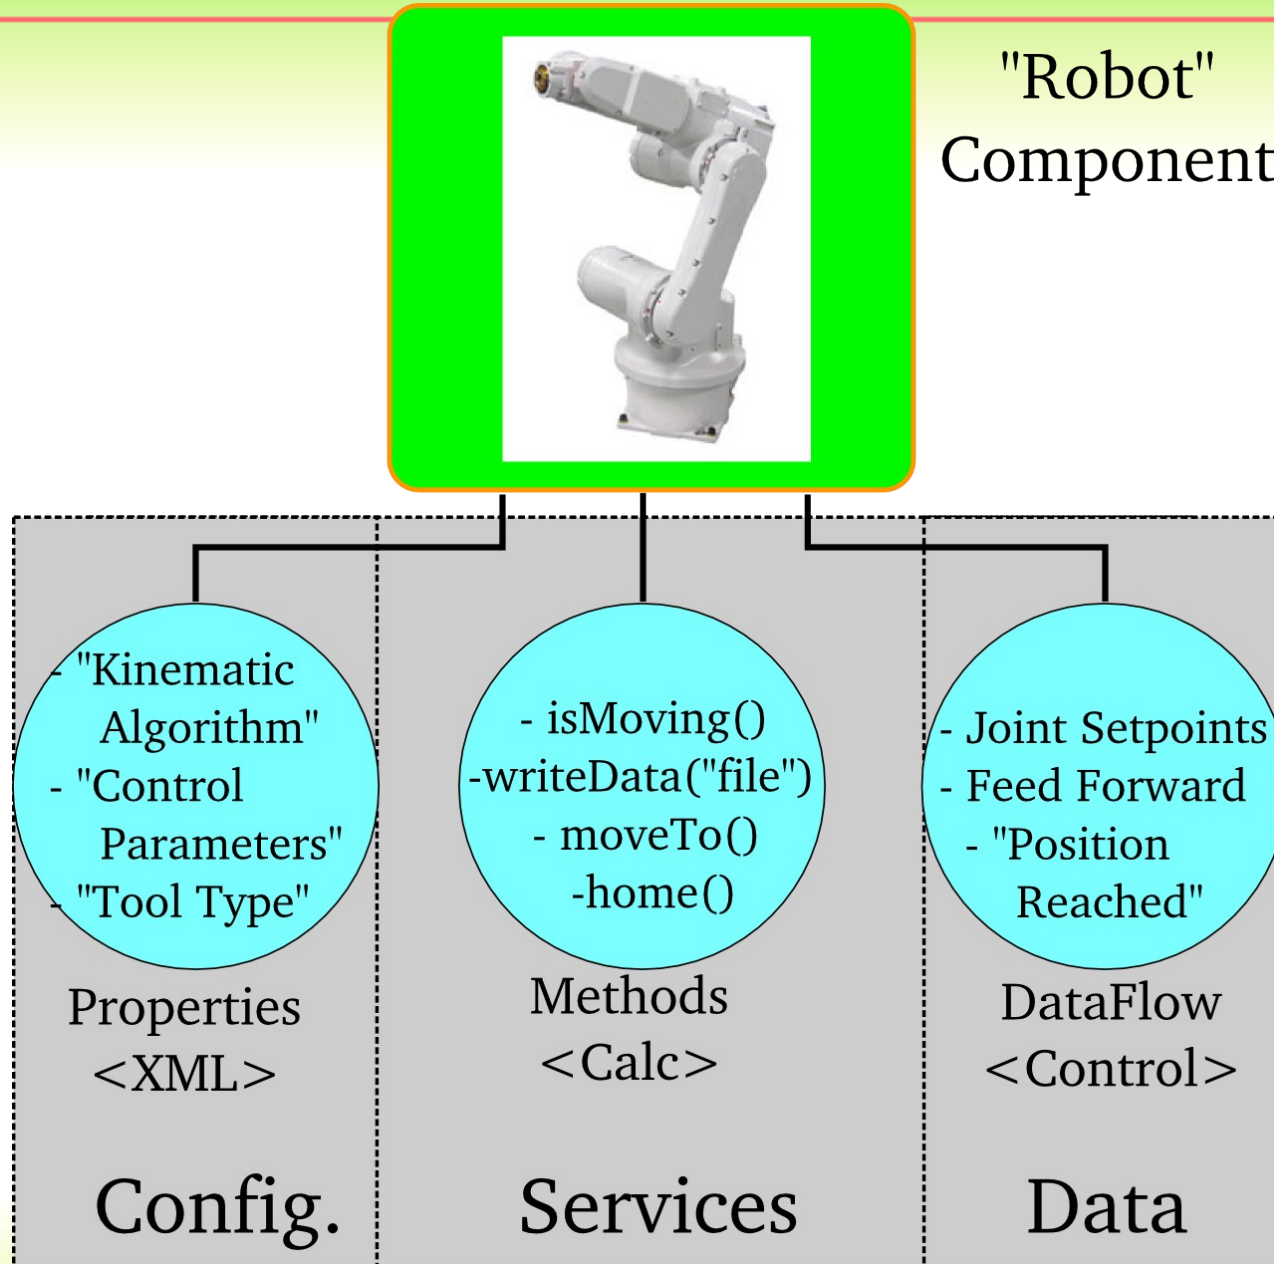 "Robot"
Component
- "Kinematic
Algorithm"
- "Control
Parameters"
- "Tool Type"
Properties
<XML>
Config.
- isMoving()
-writeData("file")
- moveTo()
-home()
Methods
<Calc>
Services
- Joint Setpoints
- Feed Forward
- "Position
Reached"
DataFlow
<Control>
Data